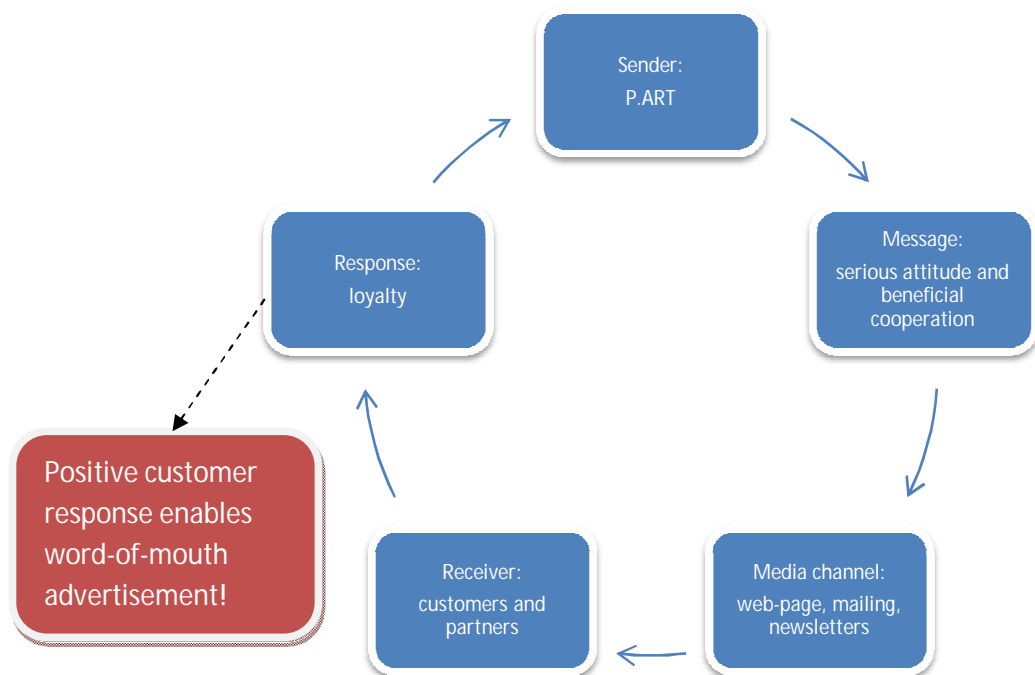 Sender:
P.ART
Message:
serious attitude and
beneficial
cooperation
Media channel:
web-page, mailing,
newsletters
Receiver:
customers and
partners
Response:
loyalty
Positive customer
response enables
word-of-mouth
advertisement!